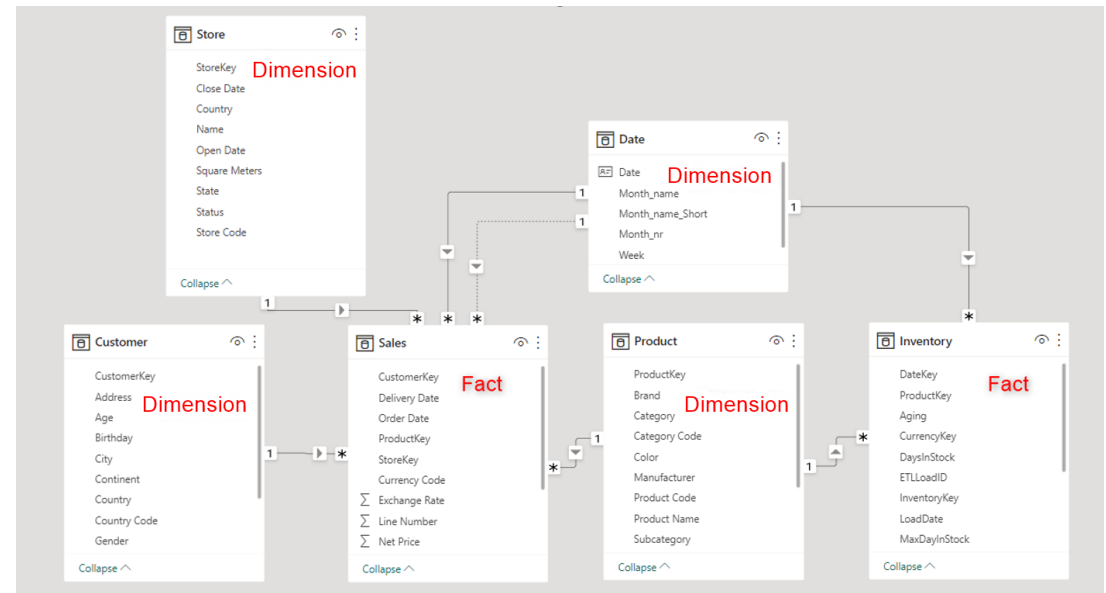 Store
StoreKey
Dimension
Close Date
Country
Name
Open Date
Square Meters
State
Status
Store Code
Collapse
Date
Date
Dimension
Month_name
Month_name_Short
Month_nr
Week
Collapse
1
1
1
1
*
*
*
*
Customer
CustomerKey
Address
Dimension
Age
Birthday
City
Continent
Country
Country Code
Gender
Collapse
1
*
Sales
CustomerKey
Fact
Delivery Date
Order Date
ProductKey
StoreKey
Currency Code
Σ Exchange Rate
Σ Line Number
Σ Net Price
Collapse
*
1
Product
ProductKey
Brand
Dimension
Category
Category Code
Color
Manufacturer
Product Code
Product Name
Subcategory
Collapse
1
*
Inventory
DateKey
Fact
ProductKey
Aging
CurrencyKey
DaysInStock
ETLLoadID
InventoryKey
LoadDate
MaxDayInStock
Collapse